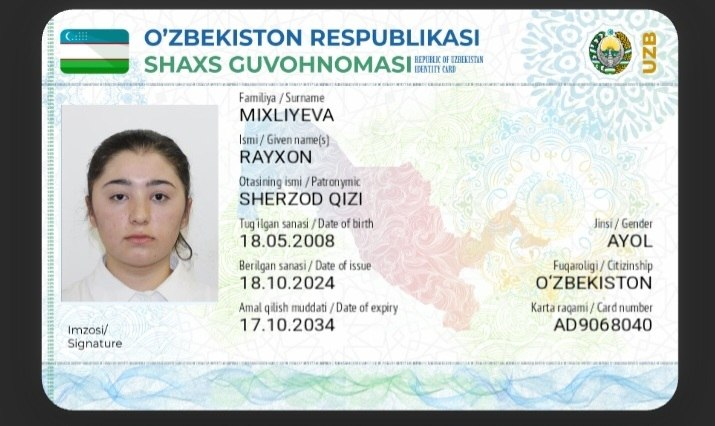 O‘ZBEKISTON RESPUBLIKASI
SHAXS GUVOHNOMASI REPUBLIC OF UZBEKISTAN IDENTITY CARD
UZB
Familiya / Surname
MIXLIYEVA
Ismi / Given name(s)
RAYXON
Otasining ismi / Patronymic
SHERZOD QIZI
Tug‘ilgan sanasi / Date of birth
18.05.2008
Jinsi / Gender
AYOL
Berilgan sanasi / Date of issue
18.10.2024
Fuqaroligi / Citizinship
O‘ZBEKISTON
Amal qilish muddati / Date of expiry
17.10.2034
Karta raqami / Card number
AD9068040
Imzosi/
Signature